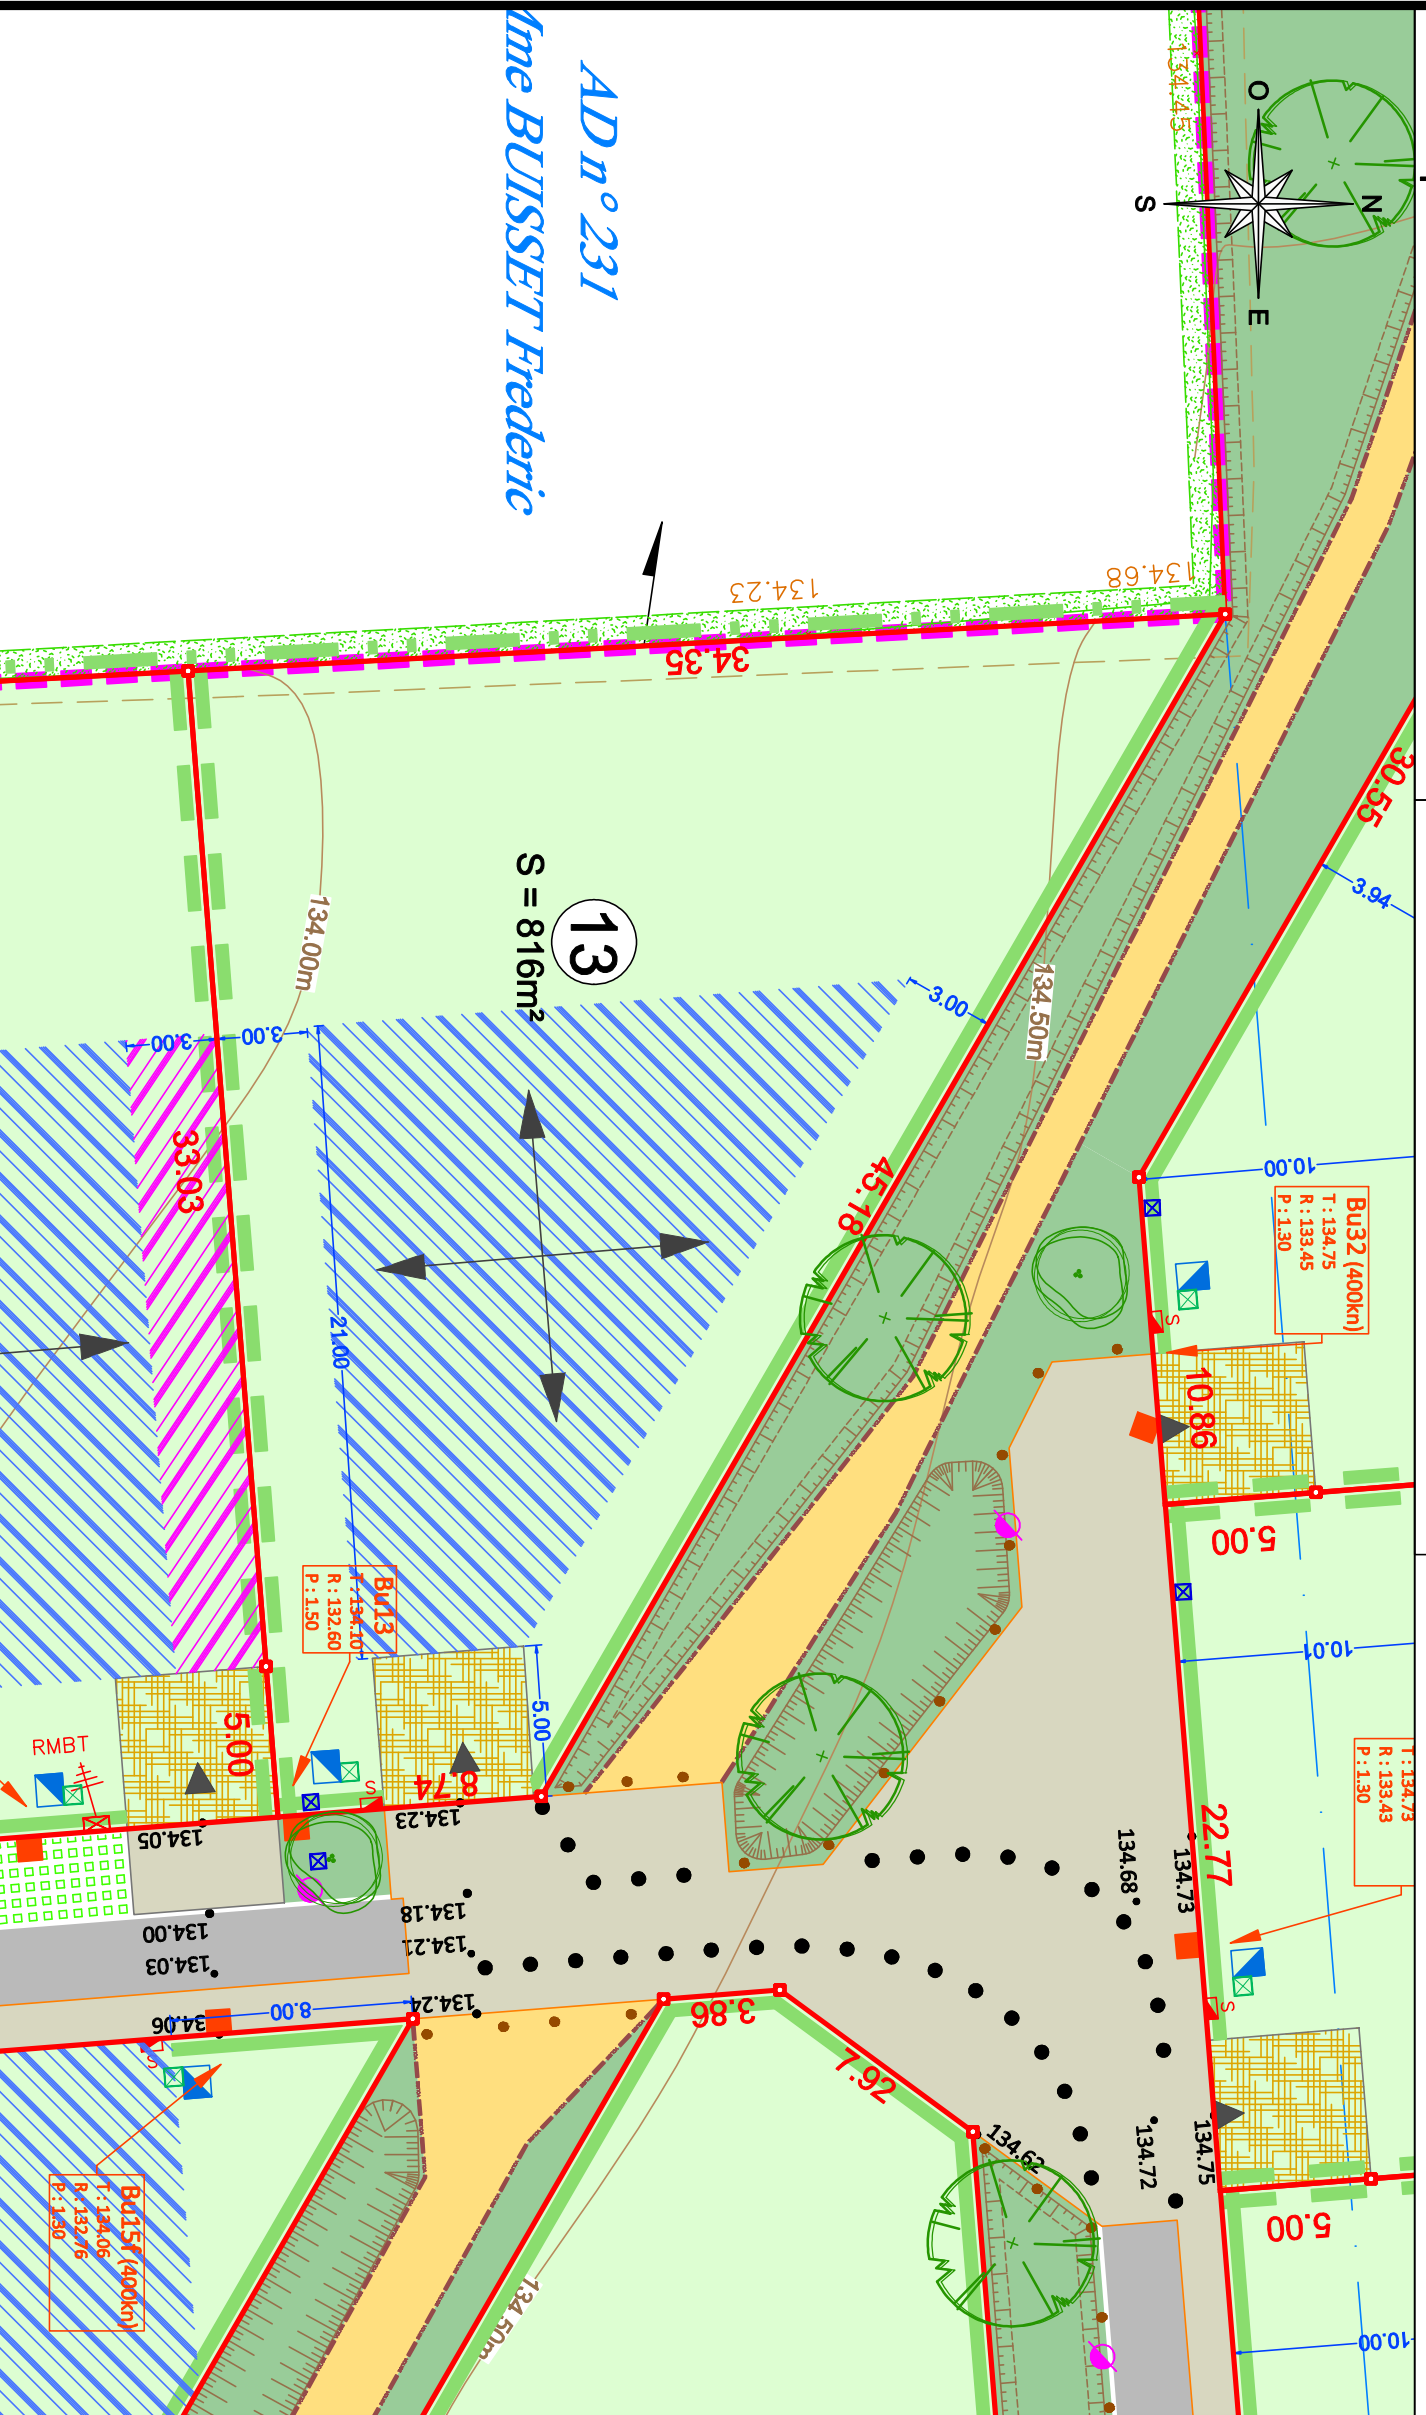 AD n° 231
Mme BUISSET Frederic
O
N
S
E
134.45
134.68
134.23
34.35
30.55
3.94
134.00m
13
S = 816m²
3.00
134.50m
3.00
3.00
33.03
45.18
21.00
10.00
Bu32 (400kn)
T : 134.75
R : 133.45
P : 1.30
S
10.86
5.00
10.01
Bu13
T : 134.10
R : 132.60
P : 1.50
5.00
5.00
RMBT
S
8.74
134.23
134.05
134.18
134.21
134.24
134.00
134.03
34.06
8.00
S
Bu15f (400kn)
T : 134.06
R : 132.76
P : 1.30
3.86
7.92
134.62
134.68
134.73
22.77
T : 134.73
R : 133.43
P : 1.30
S
134.72
134.75
5.00
10.00
134.50m